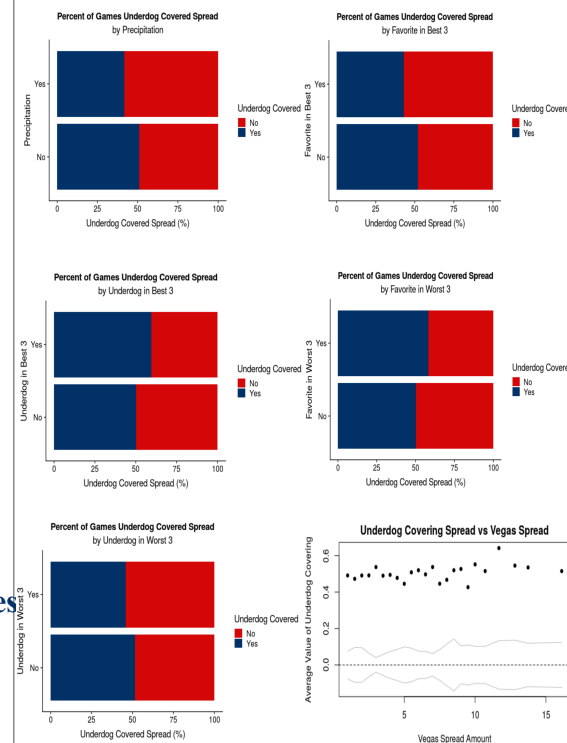 Percent of Games Underdog Covered Spread
by Precipitation
Precipitation
Yes
No
0 25 50 75 100
Underdog Covered Spread (%)
Underdog Covered
No
Yes
Percent of Games Underdog Covered Spread
by Favorite in Best 3
Favorite in Best 3
Yes
No
0 25 50 75 100
Underdog Covered Spread (%)
Underdog Covere
No
Yes
Percent of Games Underdog Covered Spread
by Underdog in Best 3
Underdog in Best 3
Yes
No
0 25 50 75 100
Underdog Covered Spread (%)
Underdog Covered
No
Yes
Percent of Games Underdog Covered Spread
by Favorite in Worst 3
Favorite in Worst 3
Yes
No
0 25 50 75 100
Underdog Covered Spread (%)
Underdog Covere
No
Yes
es
Percent of Games Underdog Covered Spread
by Underdog in Worst 3
Underdog in Worst 3
Yes
No
0 25 50 75 100
Underdog Covered Spread (%)
Underdog Covered
No
Yes
Underdog Covering Spread vs Vegas Spread
Average Value of Underdog Covering
0.6
0.4
0.2
0.0
5 10 15
Vegas Spread Amount